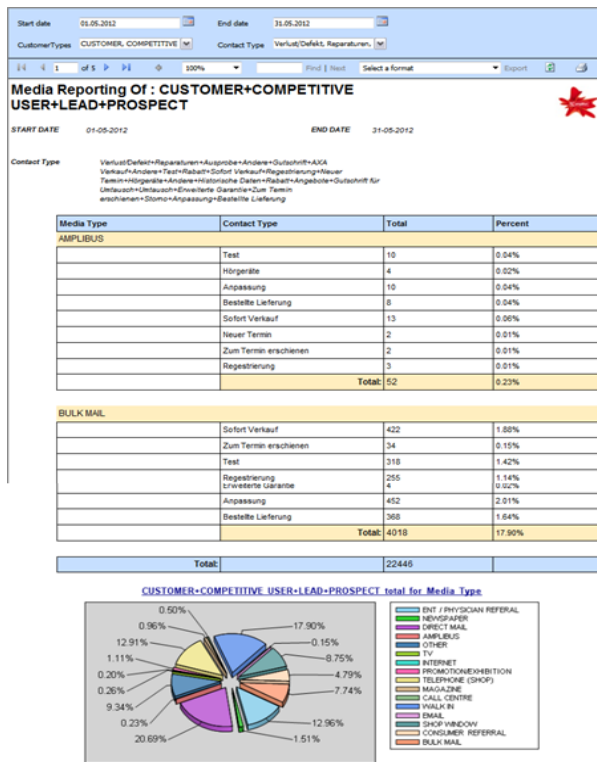 Start date 01.05.2012 End date 31.05.2012
CustomerTypes CUSTOMER, COMPETITIVE Contact Type Verlust/Defekt, Reparaturen,
1 of 5 100% Find | Next Select a format Export
Media Reporting Of : CUSTOMER+COMPETITIVE
USER+LEAD+PROSPECT
START DATE 01-05-2012 END DATE 31-05-2012
Contact Type Verlust/Defekt+Reparaturen+Ausprobe+Andere+Gutschrift+AXA
Verkauf+Andere+Test+Rabatt+Sofort Verkauf+Regestrierung+Neuer
Termin+Hörgeräte+Andere+Historische Daten+Rabatt+Angebote+Gutschrift für
Umtausch+Umtausch+Erweiterte Garantie+Zum Termin
erschienen+Storno+Anpassung+Bestellte Lieferung
Media Type Contact Type Total Percent
AMPLIBUS
Test 10 0.04%
Hörgeräte 4 0.02%
Anpassung 10 0.04%
Bestellte Lieferung 8 0.04%
Sofort Verkauf 13 0.06%
Neuer Termin 2 0.01%
Zum Termin erschienen 2 0.01%
Regestrierung 3 0.01%
Total: 52 0.23%
BULK MAIL
Sofort Verkauf 422 1.88%
Zum Termin erschienen 34 0.15%
Test 318 1.42%
Regestrierung 255 1.14%
Erweiterte Garantie 4 0.02%
Anpassung 452 2.01%
Bestellte Lieferung 368 1.64%
Total: 4018 17.90%
Total: 22446
CUSTOMER+COMPETITIVE USER+LEAD+PROSPECT total for Media Type
0.50%
0.96%
12.91%
1.11%
0.20%
0.26%
9.34%
0.23%
20.69%
17.90%
0.15%
8.75%
4.79%
7.74%
12.96%
1.51%
ENT / PHYSICIAN REFERAL
NEWSPAPER
DIRECT MAIL
AMPLIBUS
OTHER
TV
INTERNET
PROMOTION/EXHIBITION
TELEPHONE (SHOP)
MAGAZINE
CALL CENTRE
WALK IN
EMAIL
SHOP WINDOW
CONSUMER REFERRAL
BULK MAIL